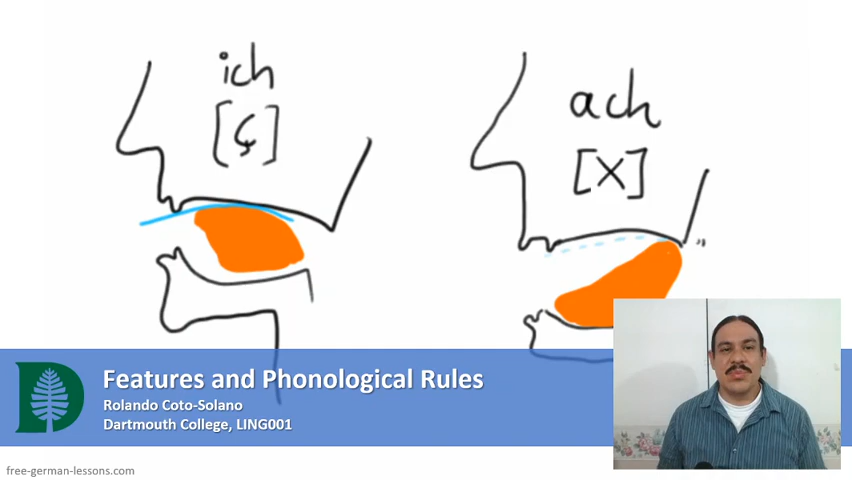 ich
[ç]
ach
[x]
Features and Phonological Rules
Rolando Coto-Solano
Dartmouth College, LING001
free-german-lessons.com